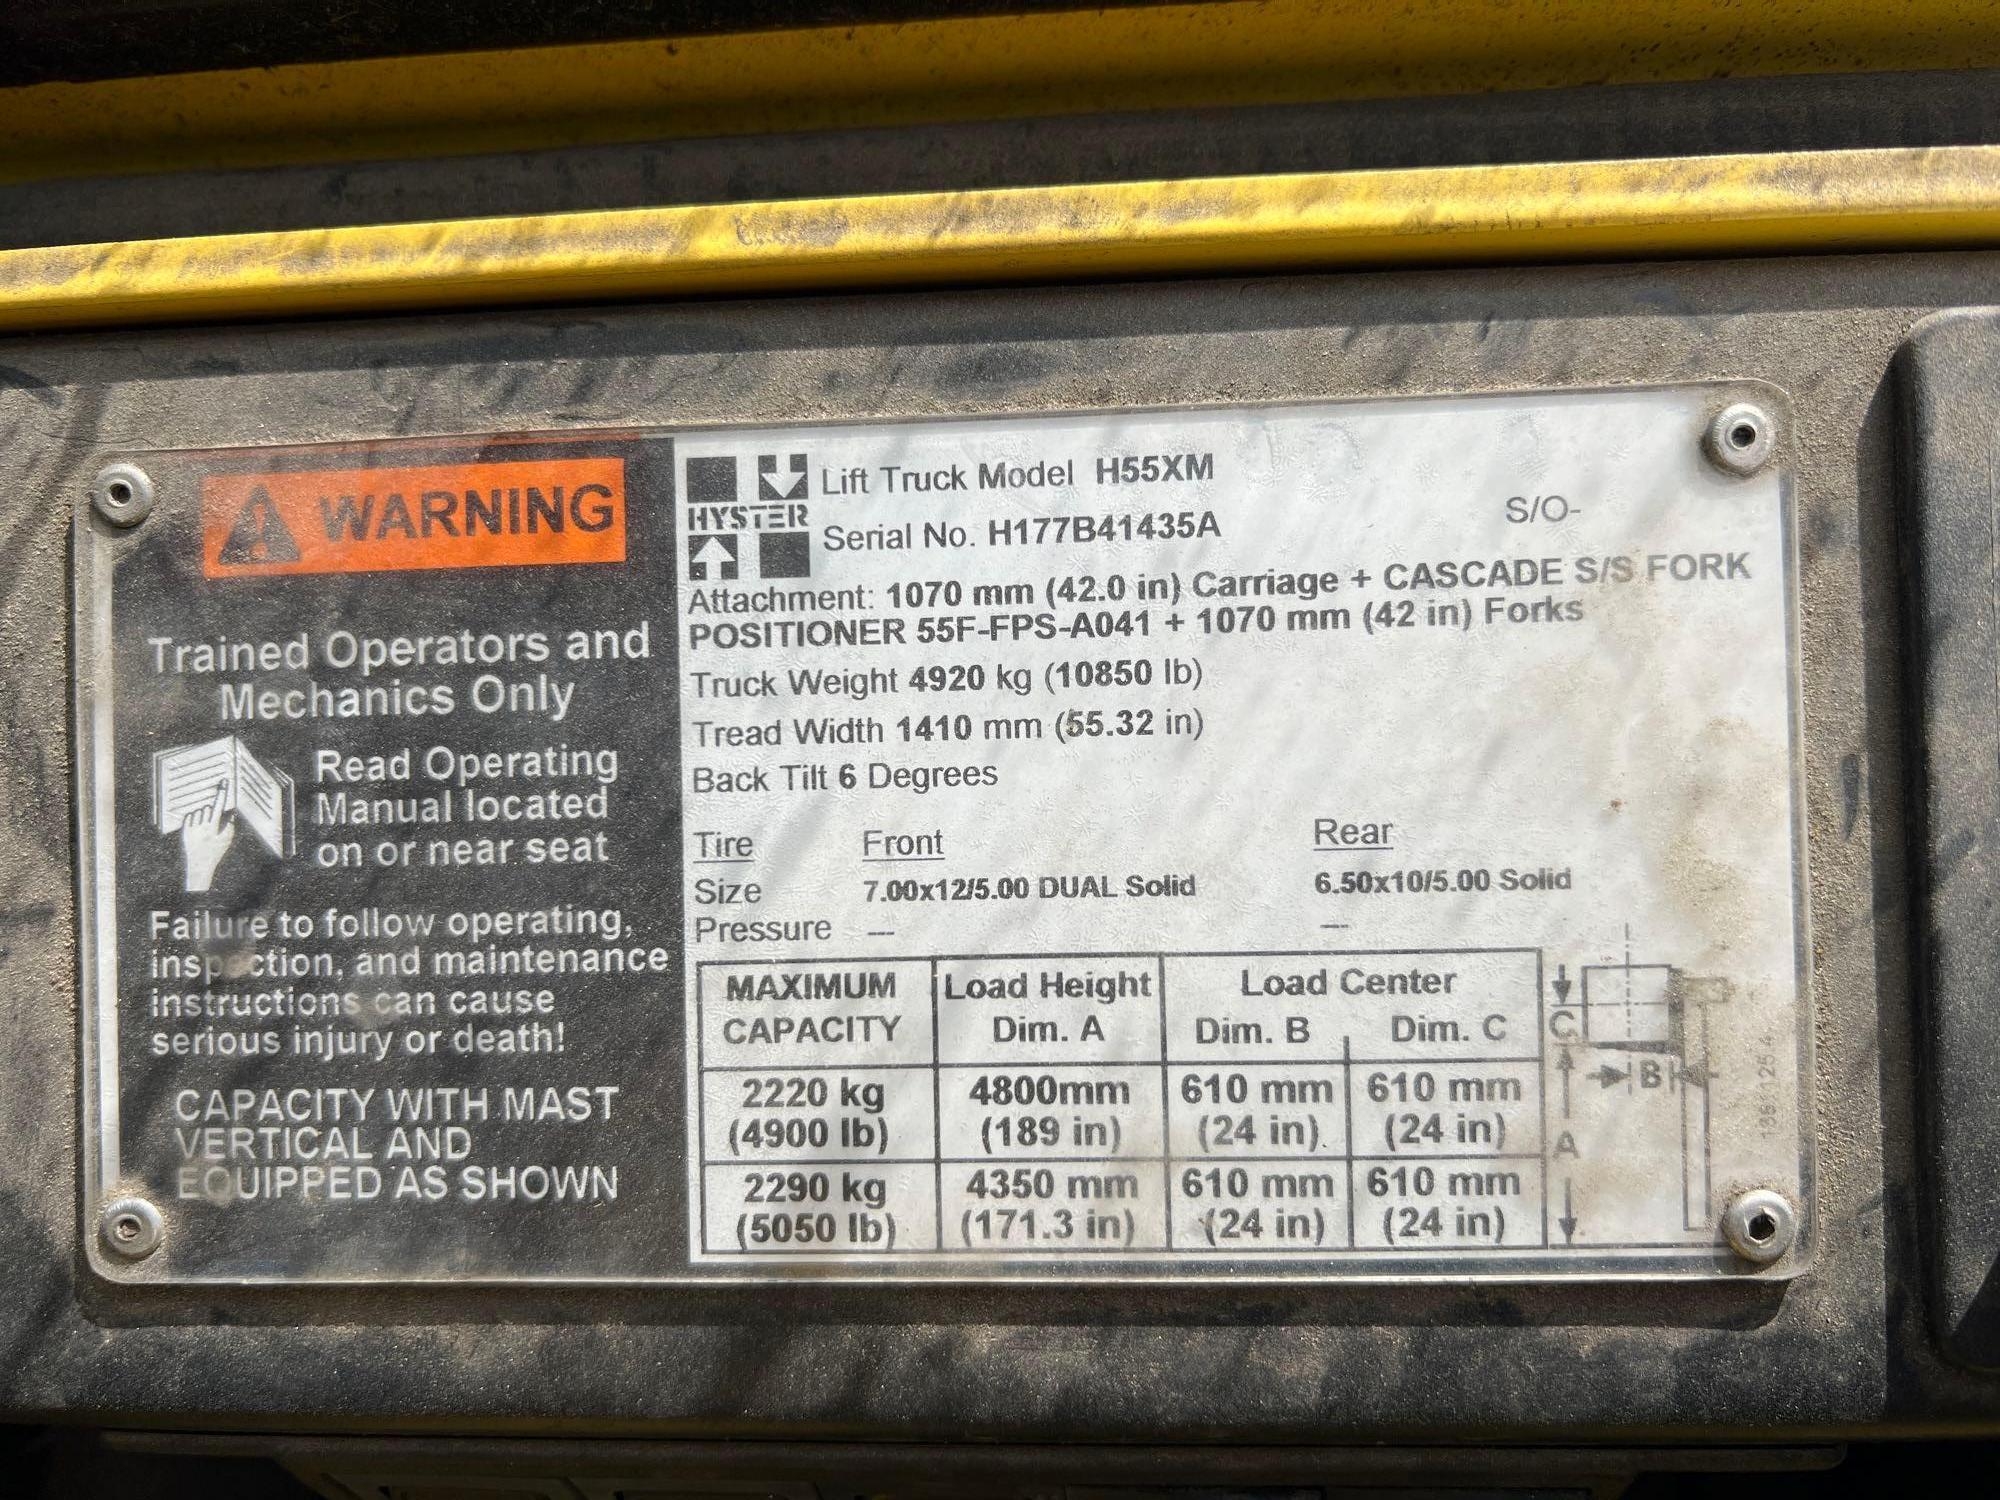 WARNING
Trained Operators and
Mechanics Only
Read Operating
Manual located
on or near seat
Failure to follow operating,
inspection, and maintenance
instructions can cause
serious injury or death!
CAPACITY WITH MAST
VERTICAL AND
EQUIPPED AS SHOWN
HYSTER
Lift Truck Model H55XM
Serial No. H177B41435A
S/O-
Attachment: 1070 mm (42.0 in) Carriage + CASCADE S/S FORK
POSITIONER 55F-FPS-A041 + 1070 mm (42 in) Forks
Truck Weight 4920 kg (10850 lb)
Tread Width 1410 mm (55.32 in)
Back Tilt 6 Degrees
Tire Front Rear
Size 7.00x12/5.00 DUAL Solid 6.50x10/5.00 Solid
Pressure --- ---
MAXIMUM Load Height Load Center
CAPACITY Dim. A Dim. B Dim. C
2220 kg 4800mm 610 mm 610 mm
(4900 lb) (189 in) (24 in) (24 in)
2290 kg 4350 mm 610 mm 610 mm
(5050 lb) (171.3 in) (24 in) (24 in)
C
B
A